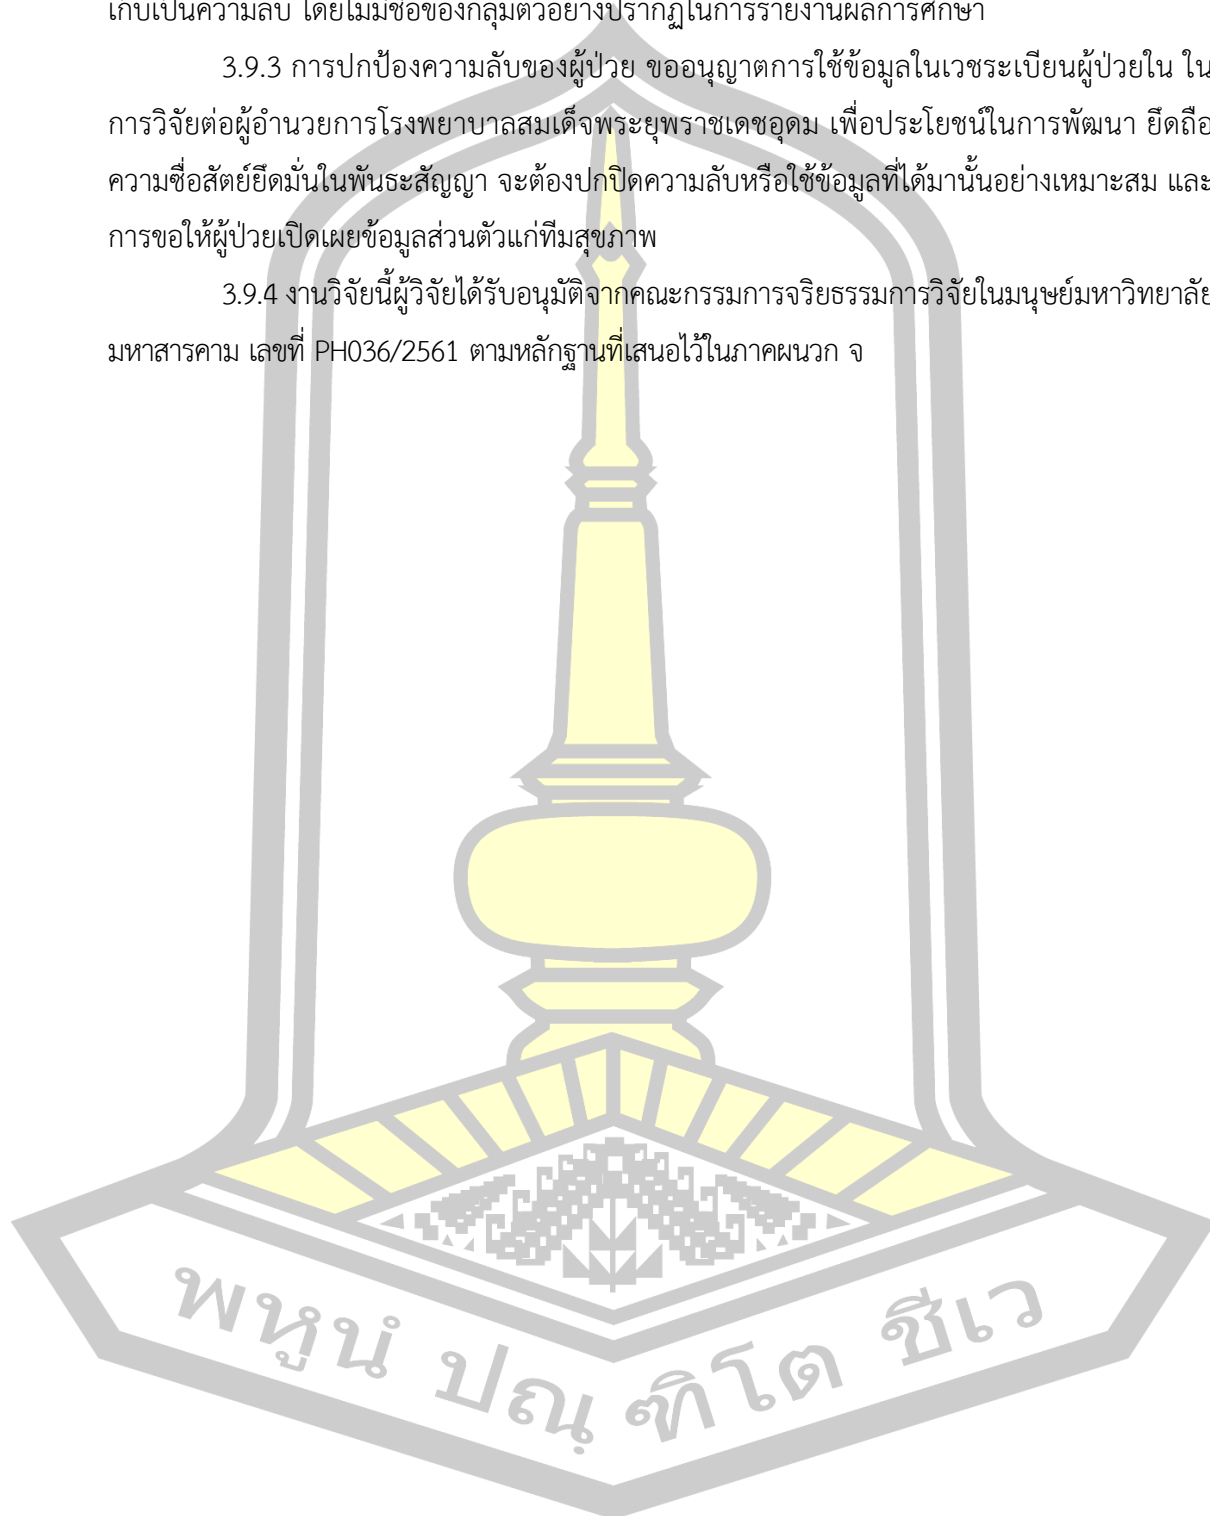 เก็บเป็นความลับ โดยไม่มีชื่อของกลุ่มตัวอย่างปรากฏในการรายงานผลการศึกษา
3.9.3 การปกป้องความลับของผู้ป่วย ขออนุญาตการใช้ข้อมูลในเวชระเบียนผู้ป่วยใน ใน
การวิจัยต่อผู้อำนวยการโรงพยาบาลสมเด็จพระยุพราชเดชอุดม เพื่อประโยชน์ในการพัฒนา ยึดถือ
ความซื่อสัตย์ยึดมั่นในพันธะสัญญา จะต้องปกปิดความลับหรือใช้ข้อมูลที่ได้มานั้นอย่างเหมาะสม และ
การขอให้ผู้ป่วยเปิดเผยข้อมูลส่วนตัวแก่ทีมสุขภาพ
3.9.4 งานวิจัยนี้ผู้วิจัยได้รับอนุมัติจากคณะกรรมการจริยธรรมการวิจัยในมนุษย์มหาวิทยาลัย
มหาสารคาม เลขที่ PH036/2561 ตามหลักฐานที่เสนอไว้ในภาคผนวก จ
พหูนํ ปณฺฑิโต ชีเว